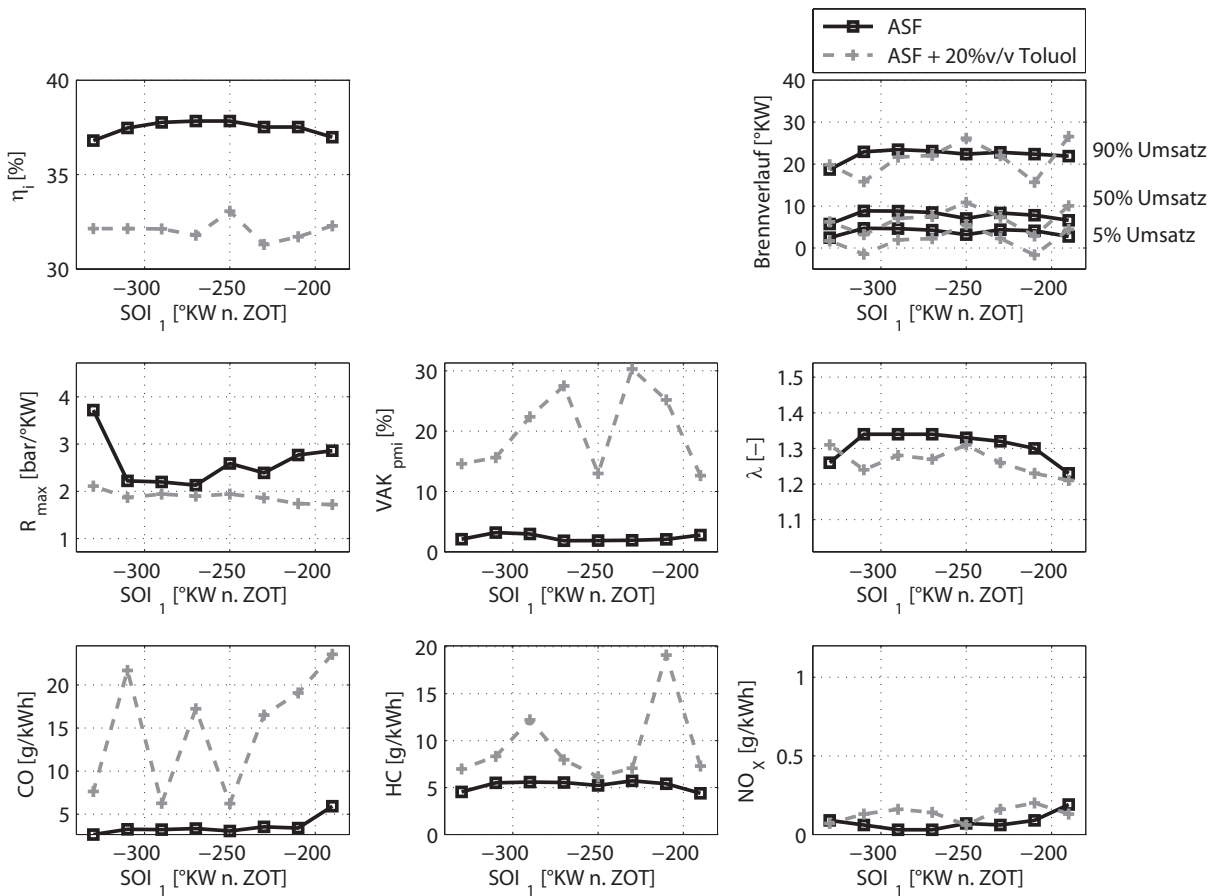 ASF
ASF + 20%v/v Toluol
40
35
30
η_i [%]
−300 −250 −200
SOI_1 [°KW n. ZOT]
40
30
20
10
0
Brennverlauf [°KW]
90% Umsatz
50% Umsatz
5% Umsatz
−300 −250 −200
SOI_1 [°KW n. ZOT]
4
3
2
1
R_max [bar/°KW]
−300 −250 −200
SOI_1 [°KW n. ZOT]
30
20
10
0
VAK_pmi [%]
−300 −250 −200
SOI_1 [°KW n. ZOT]
1.5
1.4
1.3
1.2
1.1
λ [−]
−300 −250 −200
SOI_1 [°KW n. ZOT]
20
15
10
5
CO [g/kWh]
−300 −250 −200
SOI_1 [°KW n. ZOT]
20
15
10
5
0
HC [g/kWh]
−300 −250 −200
SOI_1 [°KW n. ZOT]
1
0.5
0
NO_X [g/kWh]
−300 −250 −200
SOI_1 [°KW n. ZOT]